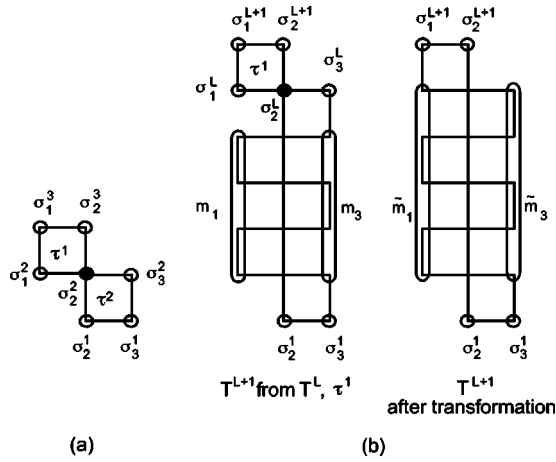 σ₁ᴸ⁺¹ σ₂ᴸ⁺¹ σ₁ᴸ⁺¹ σ₂ᴸ⁺¹
τ¹ σ₃ᴸ
σ₁ᴸ
σ₂ᴸ
σ₁³ σ₂³ m₁ m₃ m̃₁ m̃₃
τ¹
σ₁² σ₂² τ² σ₃²
σ₂¹ σ₃¹ σ₂¹ σ₃¹ σ₂¹ σ₃¹
Tᴸ⁺¹ from Tᴸ, τ¹ Tᴸ⁺¹
after transformation
(a) (b)